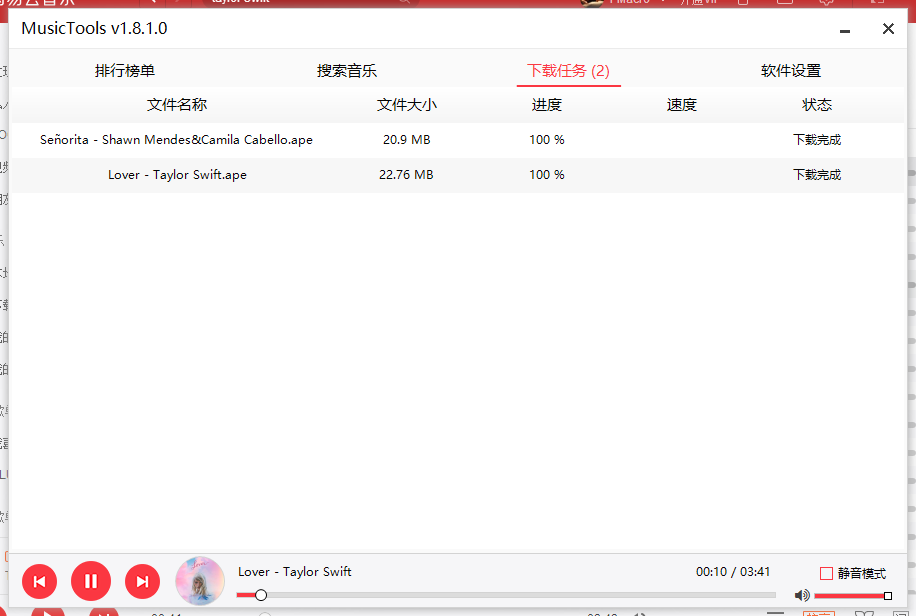 MusicTools v1.8.1.0
排行榜单 搜索音乐 下载任务 (2) 软件设置
文件名称 文件大小 进度 速度 状态
Señorita - Shawn Mendes&Camila Cabello.ape 20.9 MB 100 % 下载完成
Lover - Taylor Swift.ape 22.76 MB 100 % 下载完成
Lover - Taylor Swift 00:10 / 03:41 静音模式